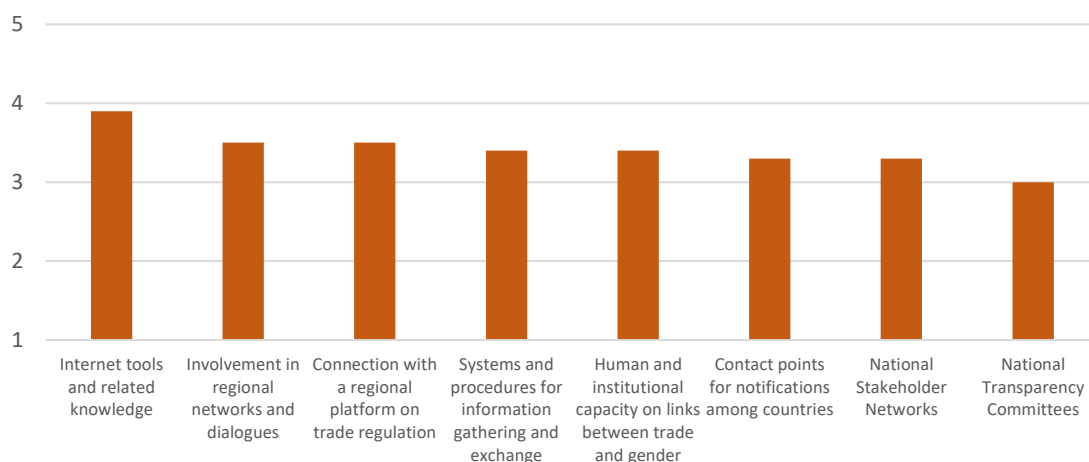 5
4
3
2
1
Internet tools
and related
knowledge
Involvement in
regional
networks and
dialogues
Connection with
a regional
platform on
trade regulation
Systems and
procedures for
information
gathering and
exchange
Human and
institutional
capacity on links
between trade
and gender
Contact points
for notifications
among countries
National
Stakeholder
Networks
National
Transparency
Committees